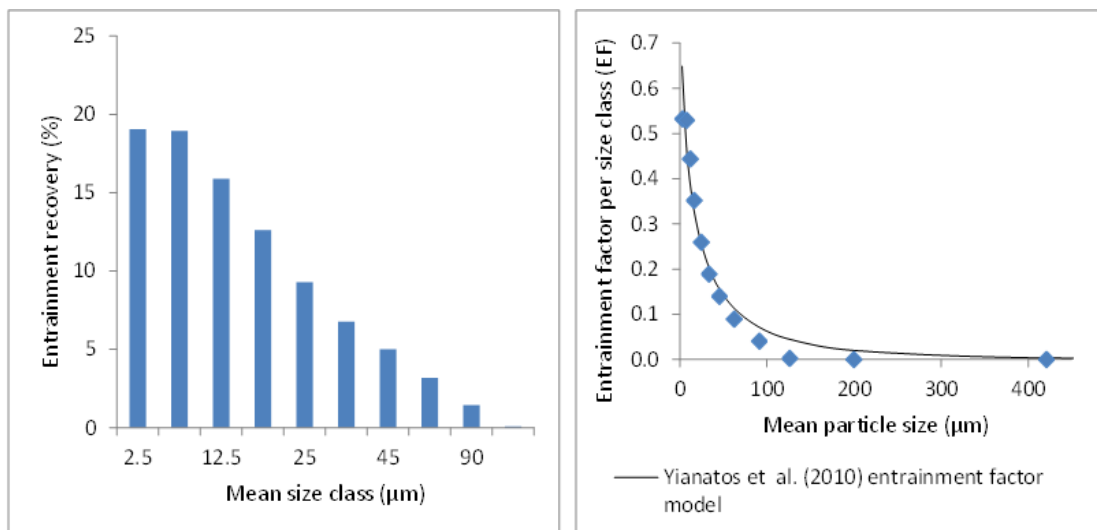 Entrainment recovery (%)
25
20
15
10
5
0
2.5 12.5 25 45 90
Mean size class (µm)
Entrainment factor per size class (EF)
0.7
0.6
0.5
0.4
0.3
0.2
0.1
0.0
0 100 200 300 400
Mean particle size (µm)
Yianatos et al. (2010) entrainment factor
model